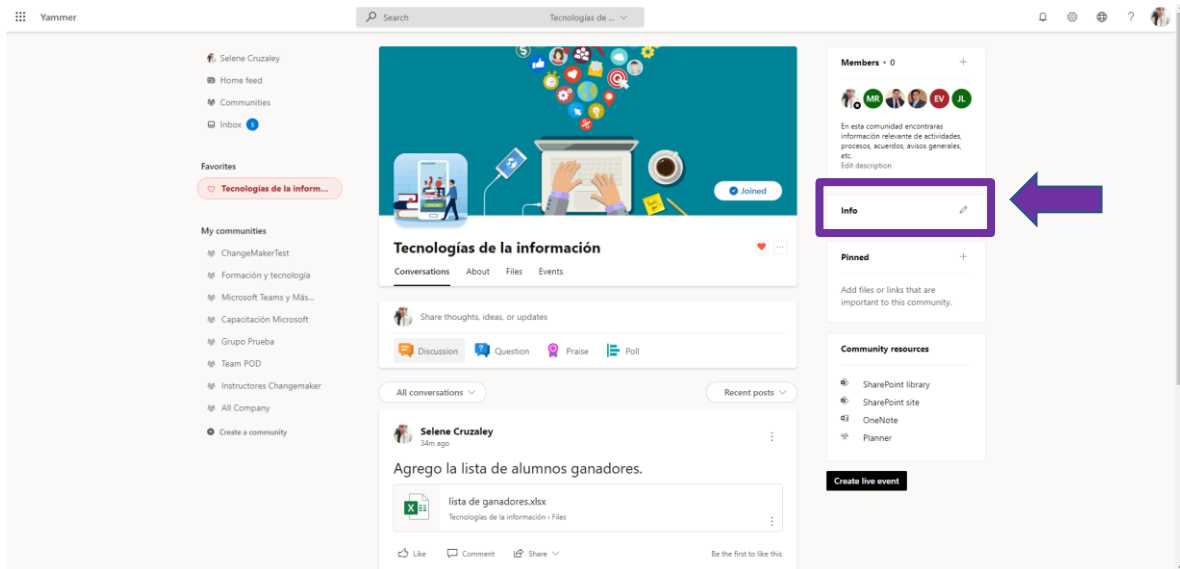 Yammer
Search
Tecnologías de ...
?
Selene Cruzaley
Home feed
Communities
Inbox 5
Favorites
Tecnologías de la inform...
My communities
ChangeMakerTest
Formación y tecnología
Microsoft Teams y Más...
Capacitación Microsoft
Grupo Prueba
Team POD
Instructores Changemaker
All Company
Create a community
Joined
Tecnologías de la información
Conversations About Files Events
Share thoughts, ideas, or updates
Discussion Question Praise Poll
All conversations Recent posts
Selene Cruzaley
34m ago
Agrego la lista de alumnos ganadores.
lista de ganadores.xlsx
Tecnologías de la información › Files
Like Comment Share Be the first to like this
Members • 0
MR EV JL
En esta comunidad encontraras
información relevante de actividades,
procesos, acuerdos, avisos generales,
etc.
Edit description
Info
Pinned
Add files or links that are
important to this community.
Community resources
SharePoint library
SharePoint site
OneNote
Planner
Create live event